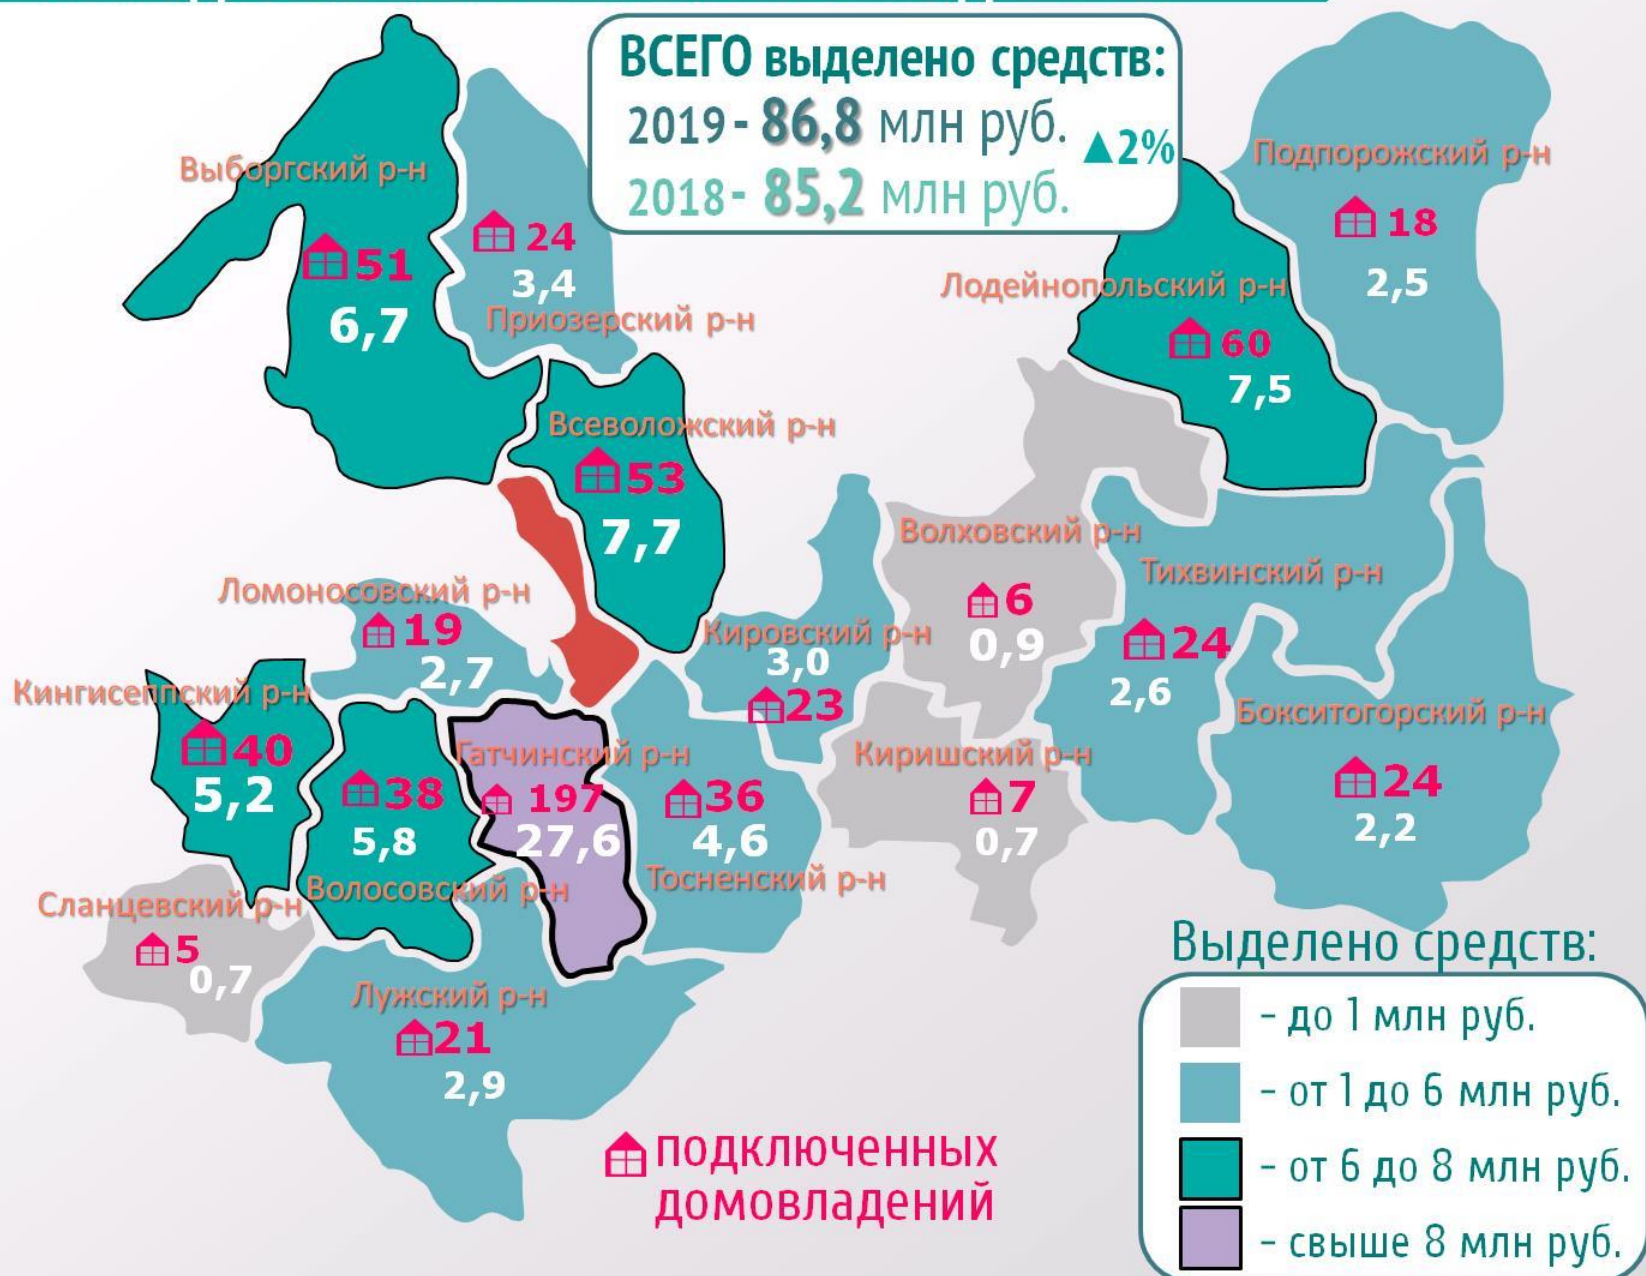 ВСЕГО выделено средств:
2019 - 86,8 млн руб.
▲2%
2018 - 85,2 млн руб.
Выборгский р-н
51
6,7
24
3,4
Приозерский р-н
Подпорожский р-н
18
2,5
Лодейнопольский р-н
60
7,5
Всеволожский р-н
53
7,7
Волховский р-н
6
0,9
Тихвинский р-н
24
2,6
Ломоносовский р-н
19
2,7
Кировский р-н
3,0
23
Кингисеппский р-н
40
5,2
38
5,8
Волосовский р-н
Гатчинский р-н
197
27,6
36
4,6
Тосненский р-н
Киришский р-н
7
0,7
Бокситогорский р-н
24
2,2
Сланцевский р-н
5
0,7
Лужский р-н
21
2,9
подключенных
домовладений
Выделено средств:
- до 1 млн руб.
- от 1 до 6 млн руб.
- от 6 до 8 млн руб.
- свыше 8 млн руб.